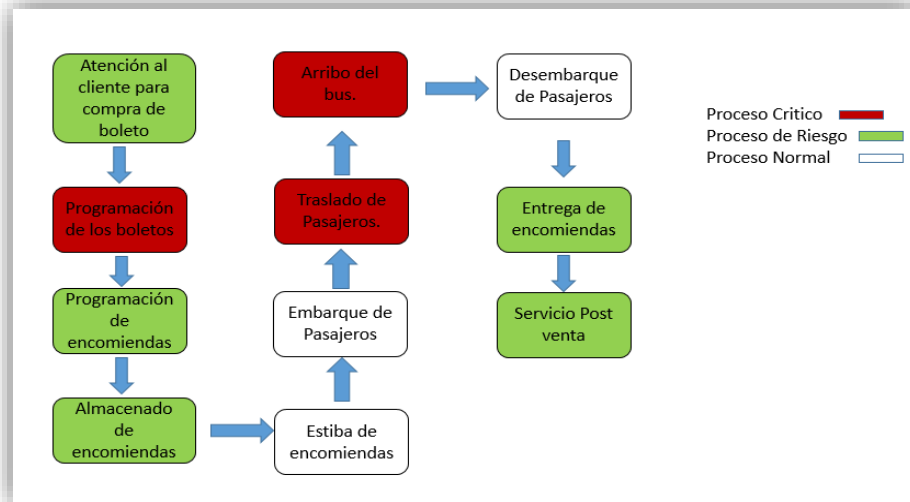 Atención al
cliente para
compra de
boleto
Programación
de los boletos
Programación
de
encomiendas
Almacenado
de
encomiendas
Estiba de
encomiendas
Embarque de
Pasajeros
Traslado de
Pasajeros.
Arribo del
bus.
Desembarque
de Pasajeros
Entrega de
encomiendas
Servicio Post
venta
Proceso Critico
Proceso de Riesgo
Proceso Normal